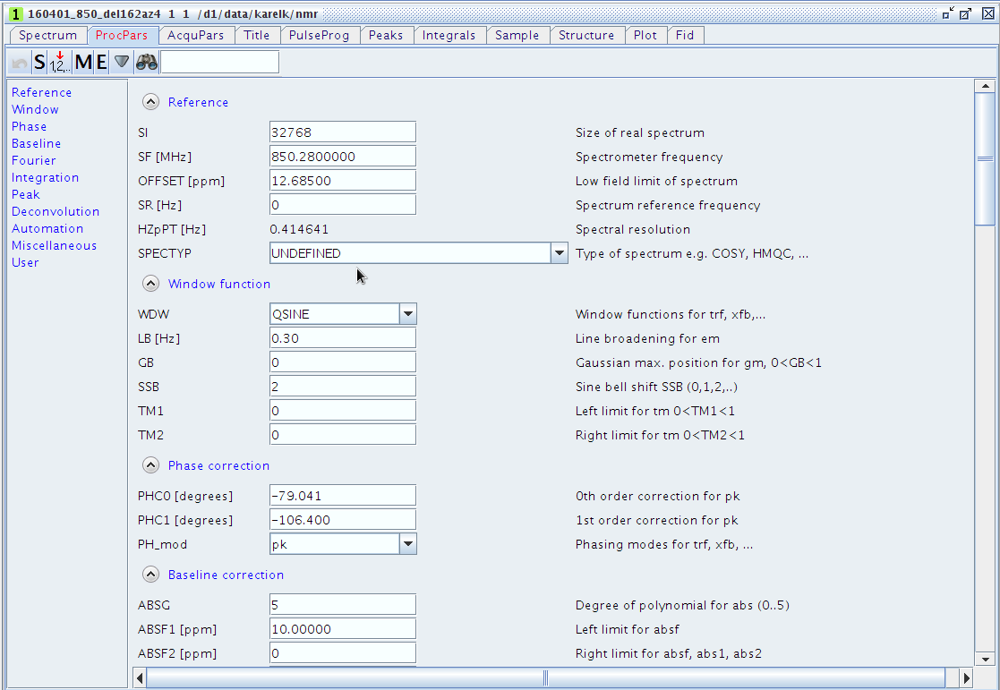 1 160401_850_del162az4 1 1 /d1/data/karelk/nmr
Spectrum ProcPars AcquPars Title PulseProg Peaks Integrals Sample Structure Plot Fid
S 1,2,.. M E
Reference
Window
Phase
Baseline
Fourier
Integration
Peak
Deconvolution
Automation
Miscellaneous
User
Reference
SI 32768 Size of real spectrum
SF [MHz] 850.2800000 Spectrometer frequency
OFFSET [ppm] 12.68500 Low field limit of spectrum
SR [Hz] 0 Spectrum reference frequency
HZpPT [Hz] 0.414641 Spectral resolution
SPECTYP UNDEFINED Type of spectrum e.g. COSY, HMQC, ...
Window function
WDW QSINE Window functions for trf, xfb,...
LB [Hz] 0.30 Line broadening for em
GB 0 Gaussian max. position for gm, 0<GB<1
SSB 2 Sine bell shift SSB (0,1,2,..)
TM1 0 Left limit for tm 0<TM1<1
TM2 0 Right limit for tm 0<TM2<1
Phase correction
PHC0 [degrees] −79.041 0th order correction for pk
PHC1 [degrees] −106.400 1st order correction for pk
PH_mod pk Phasing modes for trf, xfb, ...
Baseline correction
ABSG 5 Degree of polynomial for abs (0..5)
ABSF1 [ppm] 10.00000 Left limit for absf
ABSF2 [ppm] 0 Right limit for absf, abs1, abs2